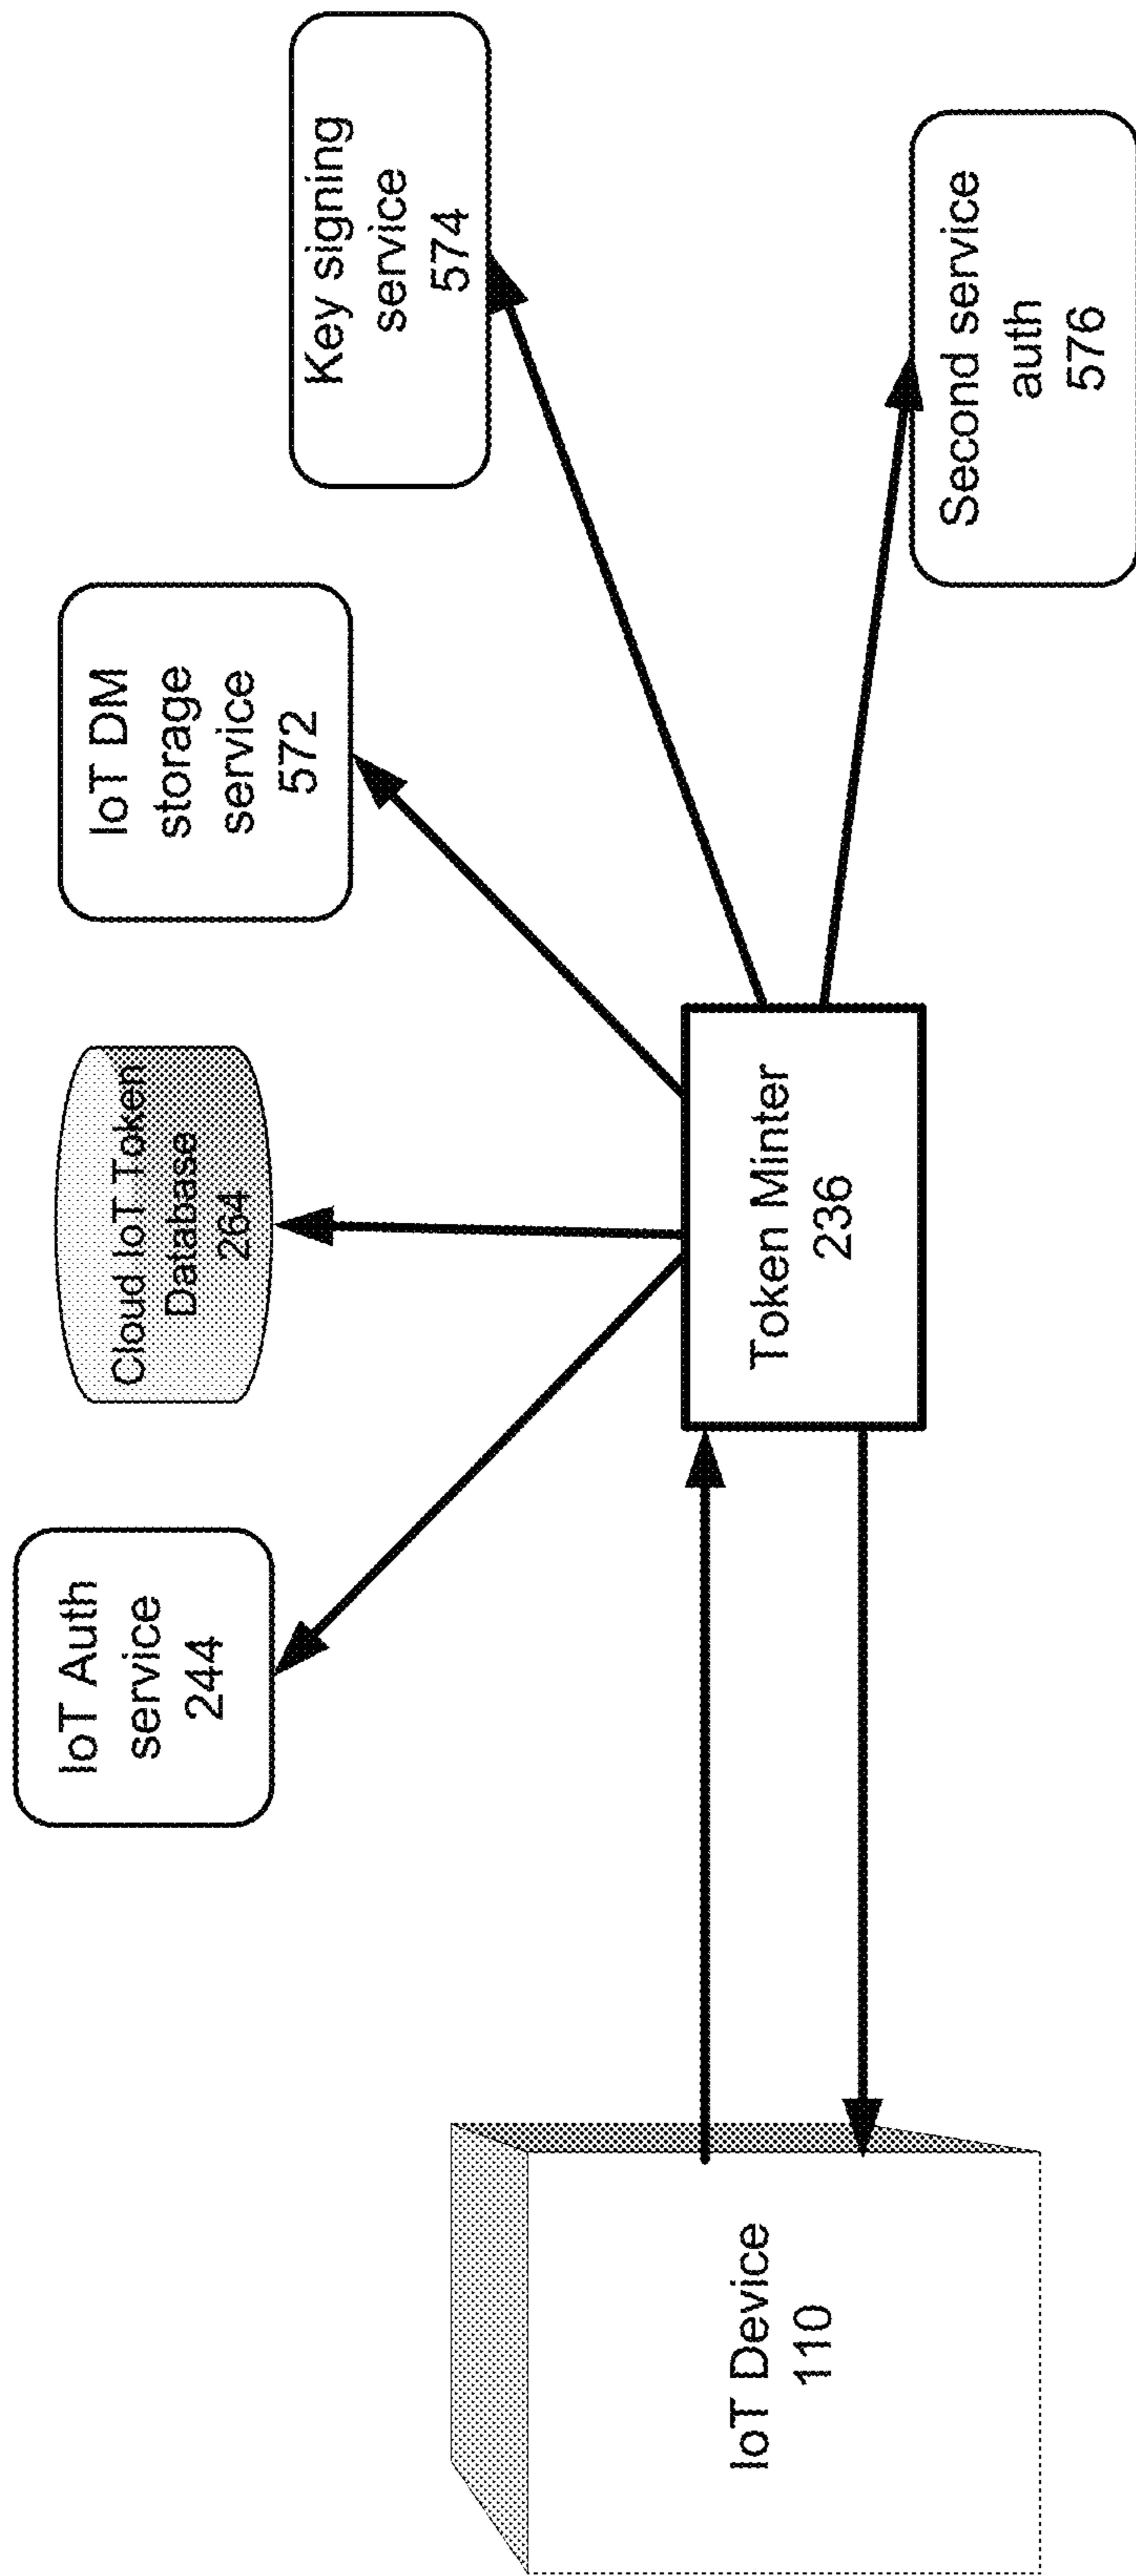 IoT Auth
service
244
Cloud IoT Token
Database
264
IoT DM
storage
service
572
Key signing
service
574
IoT Device
110
Token Minter
236
Second service
auth
576